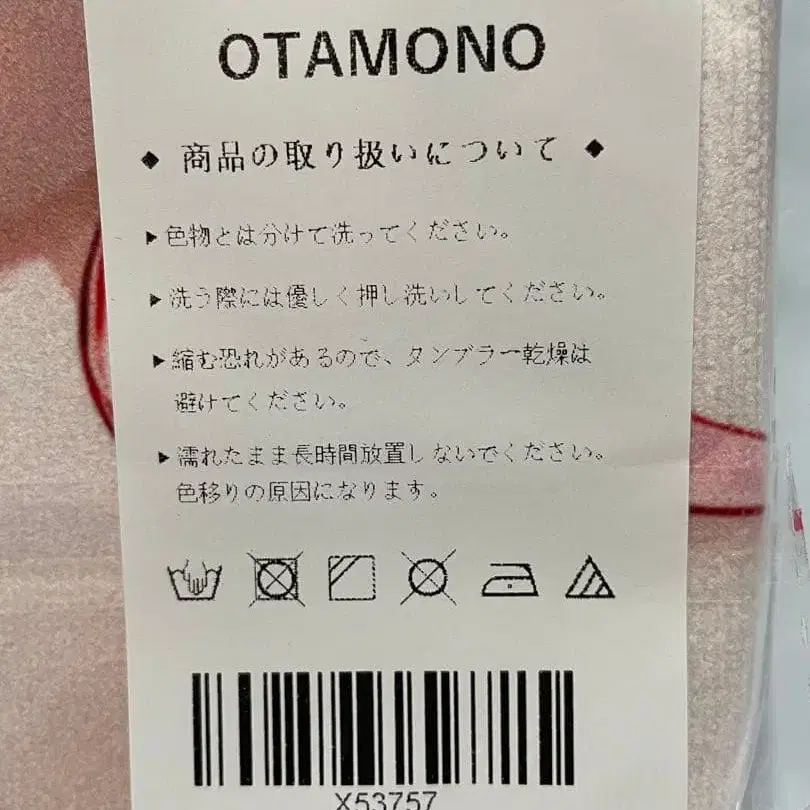 OTAMONO
◆ 商品の取り扱いについて ◆
▶色物とは分けて洗ってください。
▶洗う際には優しく押し洗いしてください。
▶縮む恐れがあるので、タンブラー乾燥は
避けてください。
▶濡れたまま長時間放置しないでください。
色移りの原因になります。
X53757